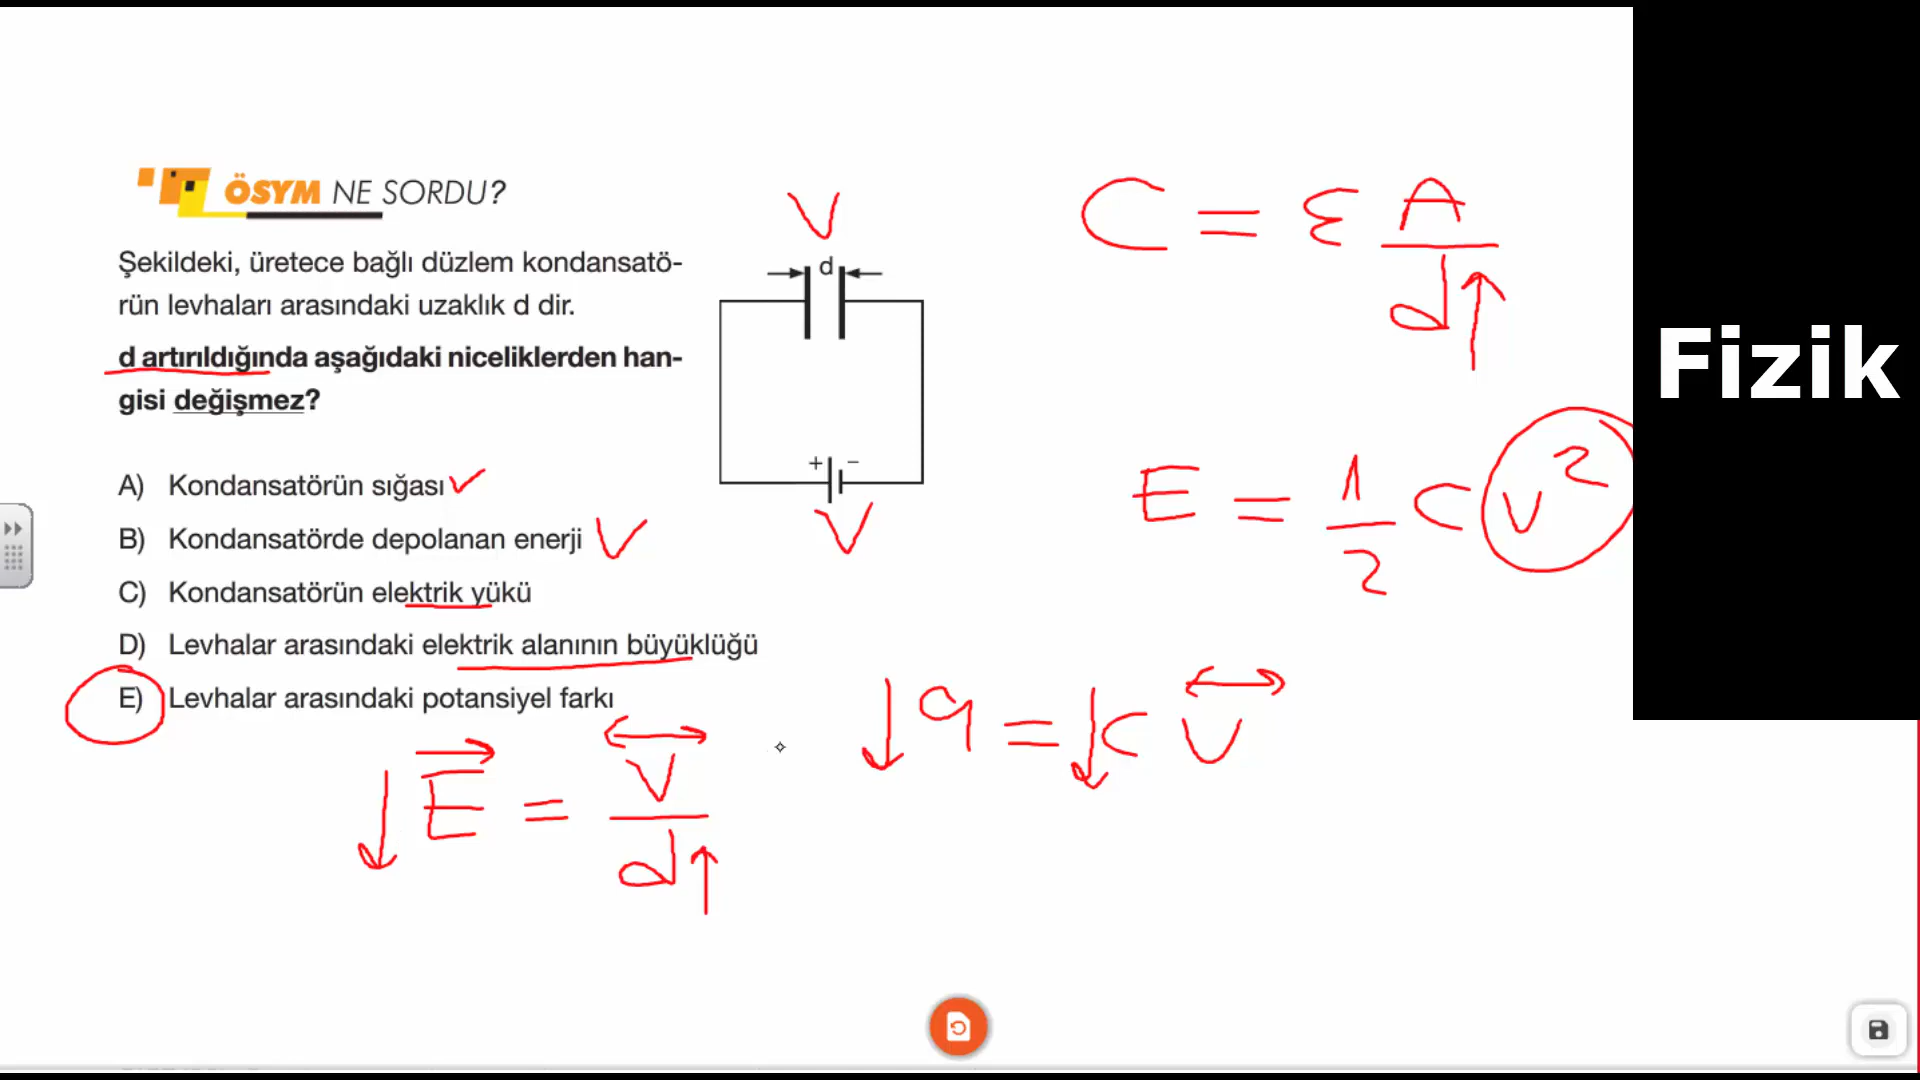 ÖSYM NE SORDU?
Şekildeki, üretece bağlı düzlem kondansatö-
rün levhaları arasındaki uzaklık d dir.
d artırıldığında aşağıdaki niceliklerden han-
gisi değişmez?
A) Kondansatörün sığası
B) Kondansatörde depolanan enerji
C) Kondansatörün elektrik yükü
D) Levhalar arasındaki elektrik alanının büyüklüğü
E) Levhalar arasındaki potansiyel farkı
V
d
+ −
V
C = ε A / d ↑
E = 1/2 C V²
↓ q = ↓ C V
↓ E = V / d ↑
Fizik